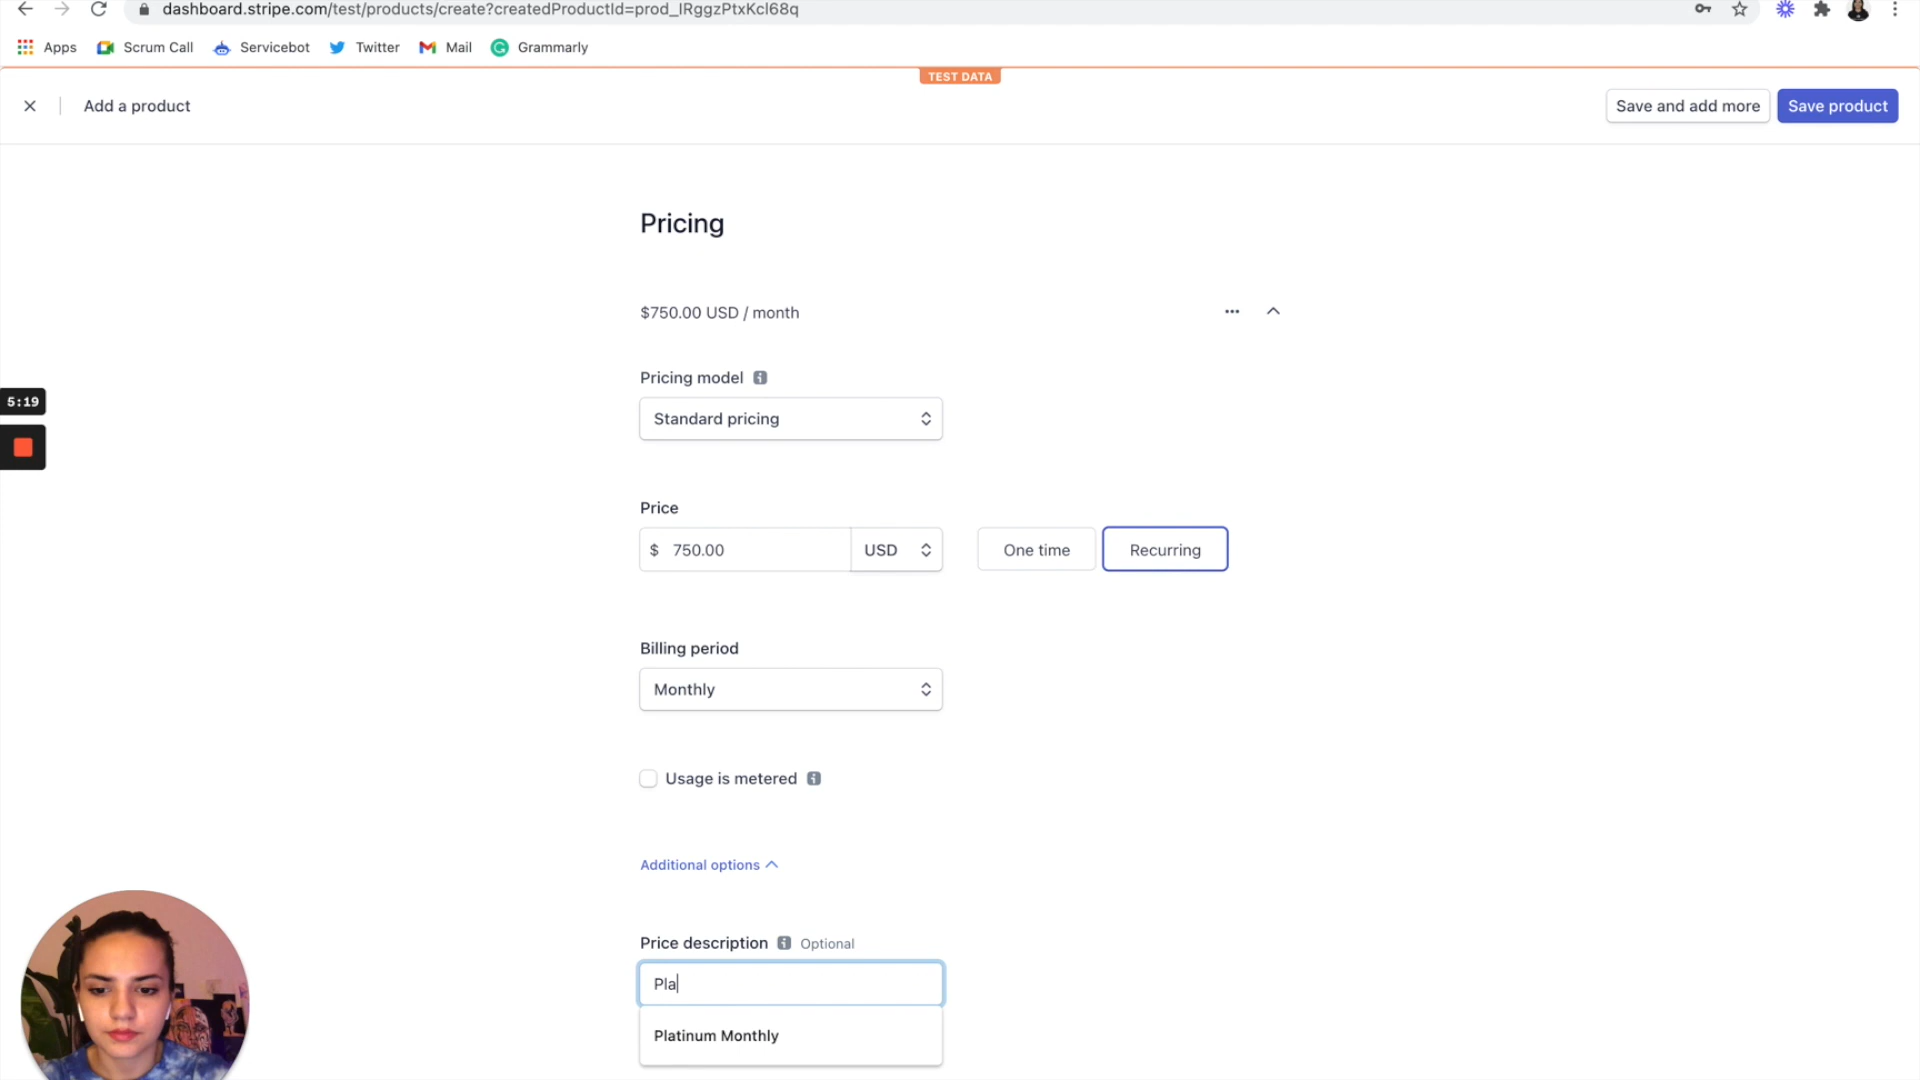 dashboard.stripe.com/test/products/create?createdProductId=prod_IRggzPtxKcl68q
Apps Scrum Call Servicebot Twitter Mail Grammarly
TEST DATA
Add a product Save and add more Save product
Pricing
$750.00 USD / month
Pricing model
5:19
Standard pricing
Price
$ 750.00 USD One time Recurring
Billing period
Monthly
Usage is metered
Additional options
Price description Optional
Pla
Platinum Monthly